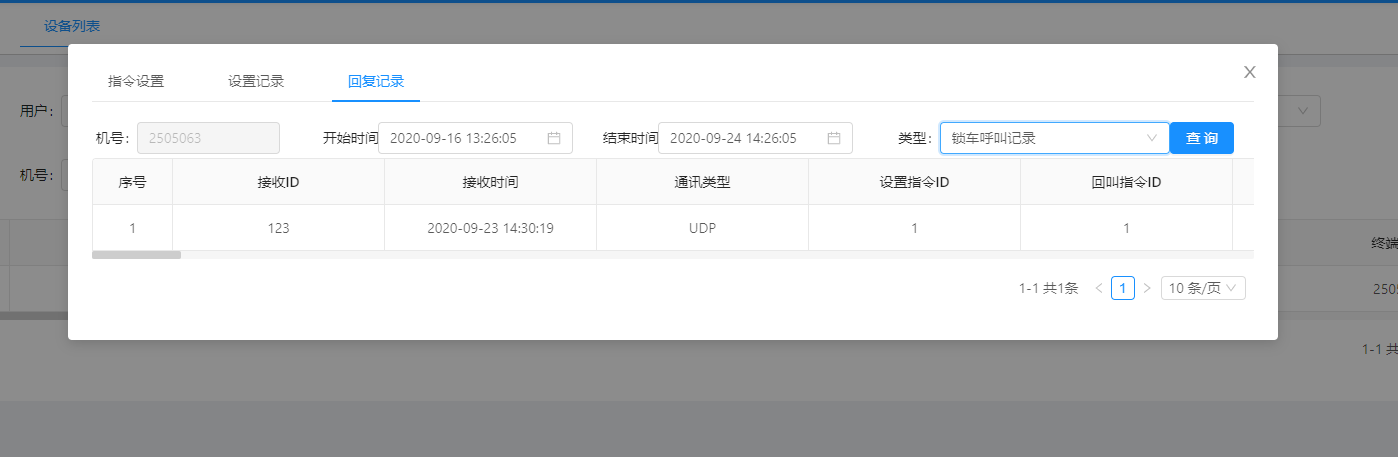 设备列表
指令设置 设置记录 回复记录
用户：
机号： 2505063 开始时间 2020-09-16 13:26:05 结束时间 2020-09-24 14:26:05 类型： 锁车呼叫记录 查 询
机号：
序号 接收ID 接收时间 通讯类型 设置指令ID 回叫指令ID
1 123 2020-09-23 14:30:19 UDP 1 1
终端
2505
1-1 共1条 < 1 > 10 条/页
1-1 共